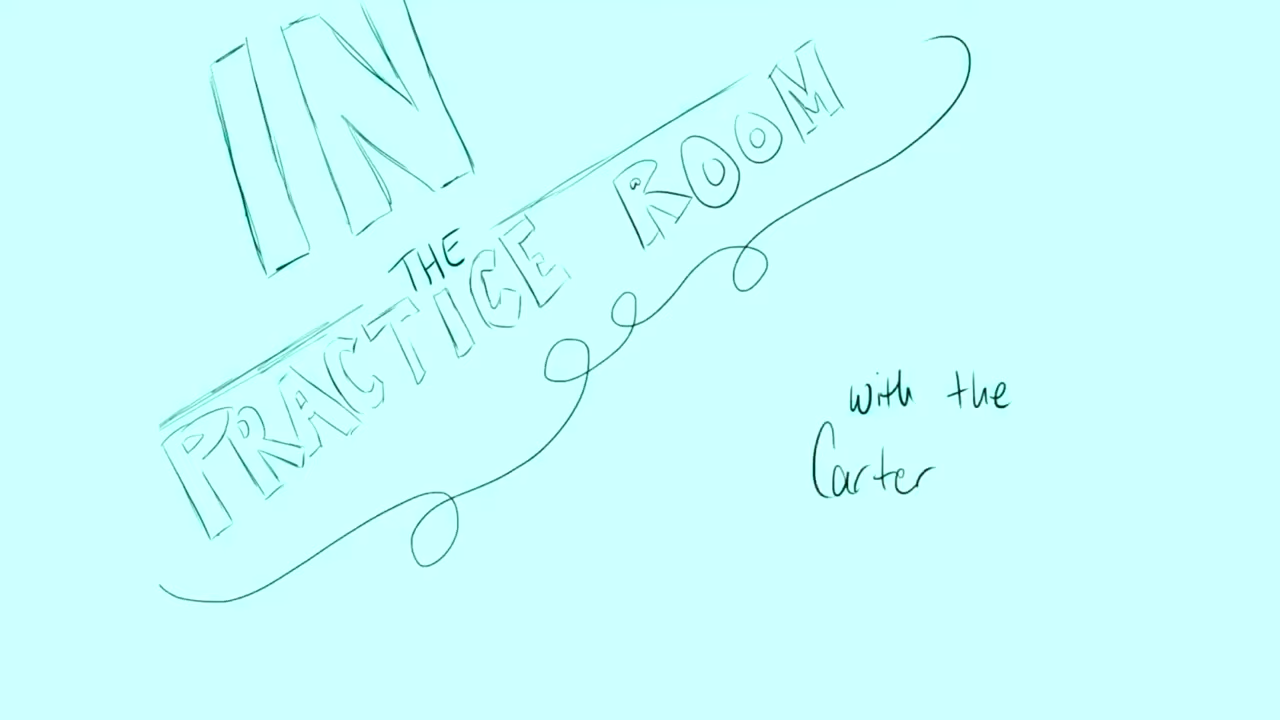 IN
THE
PRACTICE ROOM
with the
Carter